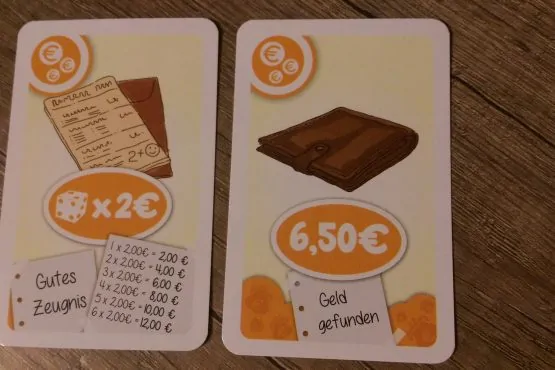 2+
x2€
1 x 2,00€ = 2,00 €
2 x 2,00€ = 4,00 €
3 x 2,00€ = 6,00 €
4 x 2,00€ = 8,00 €
5 x 2,00€ = 10,00 €
6 x 2,00€ = 12,00 €
Gutes
Zeugnis
6,50€
Geld
gefunden